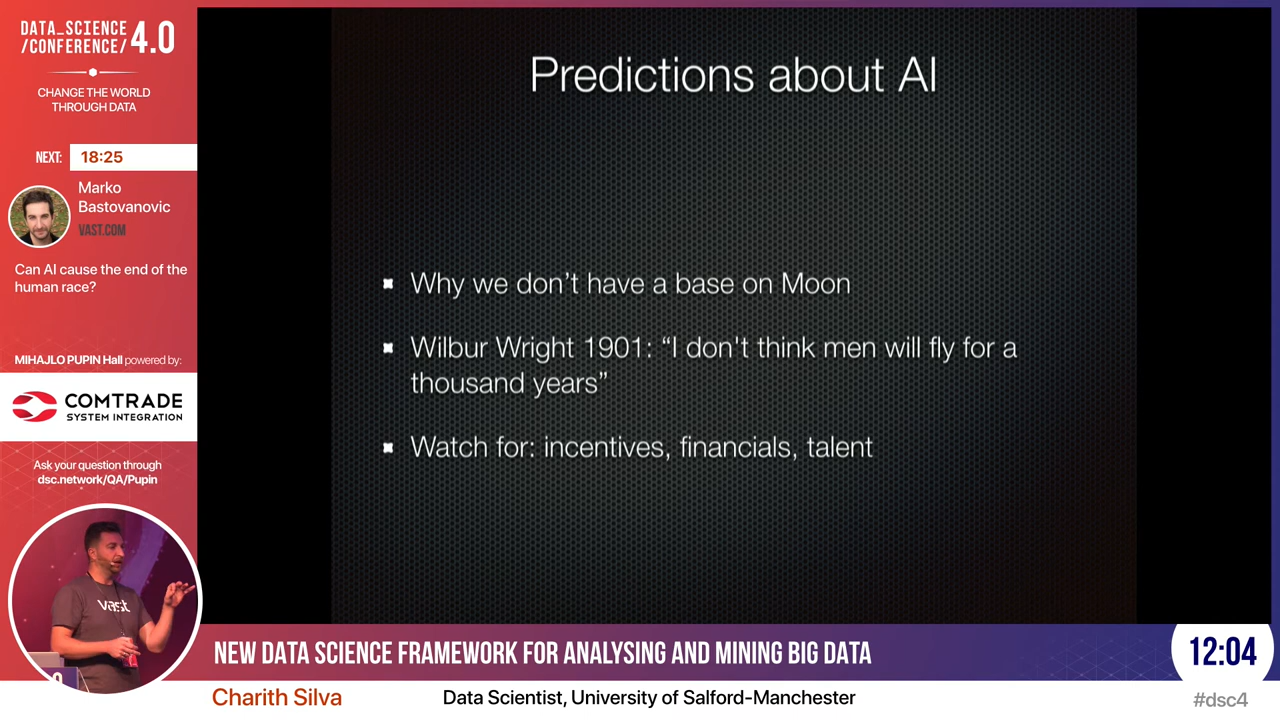 DATA_SCIENCE
/CONFERENCE/ 4.0
CHANGE THE WORLD
THROUGH DATA
NEXT: 18:25
Marko
Bastovanovic
VAST.COM
Can AI cause the end of the
human race?
MIHAJLO PUPIN Hall powered by:
COMTRADE
SYSTEM INTEGRATION
Ask your question through
dsc.network/QA/Pupin
vast
Predictions about AI
Why we don’t have a base on Moon
Wilbur Wright 1901: “I don't think men will fly for a
thousand years”
Watch for: incentives, financials, talent
NEW DATA SCIENCE FRAMEWORK FOR ANALYSING AND MINING BIG DATA
12:04
Charith Silva
Data Scientist, University of Salford-Manchester
#dsc4